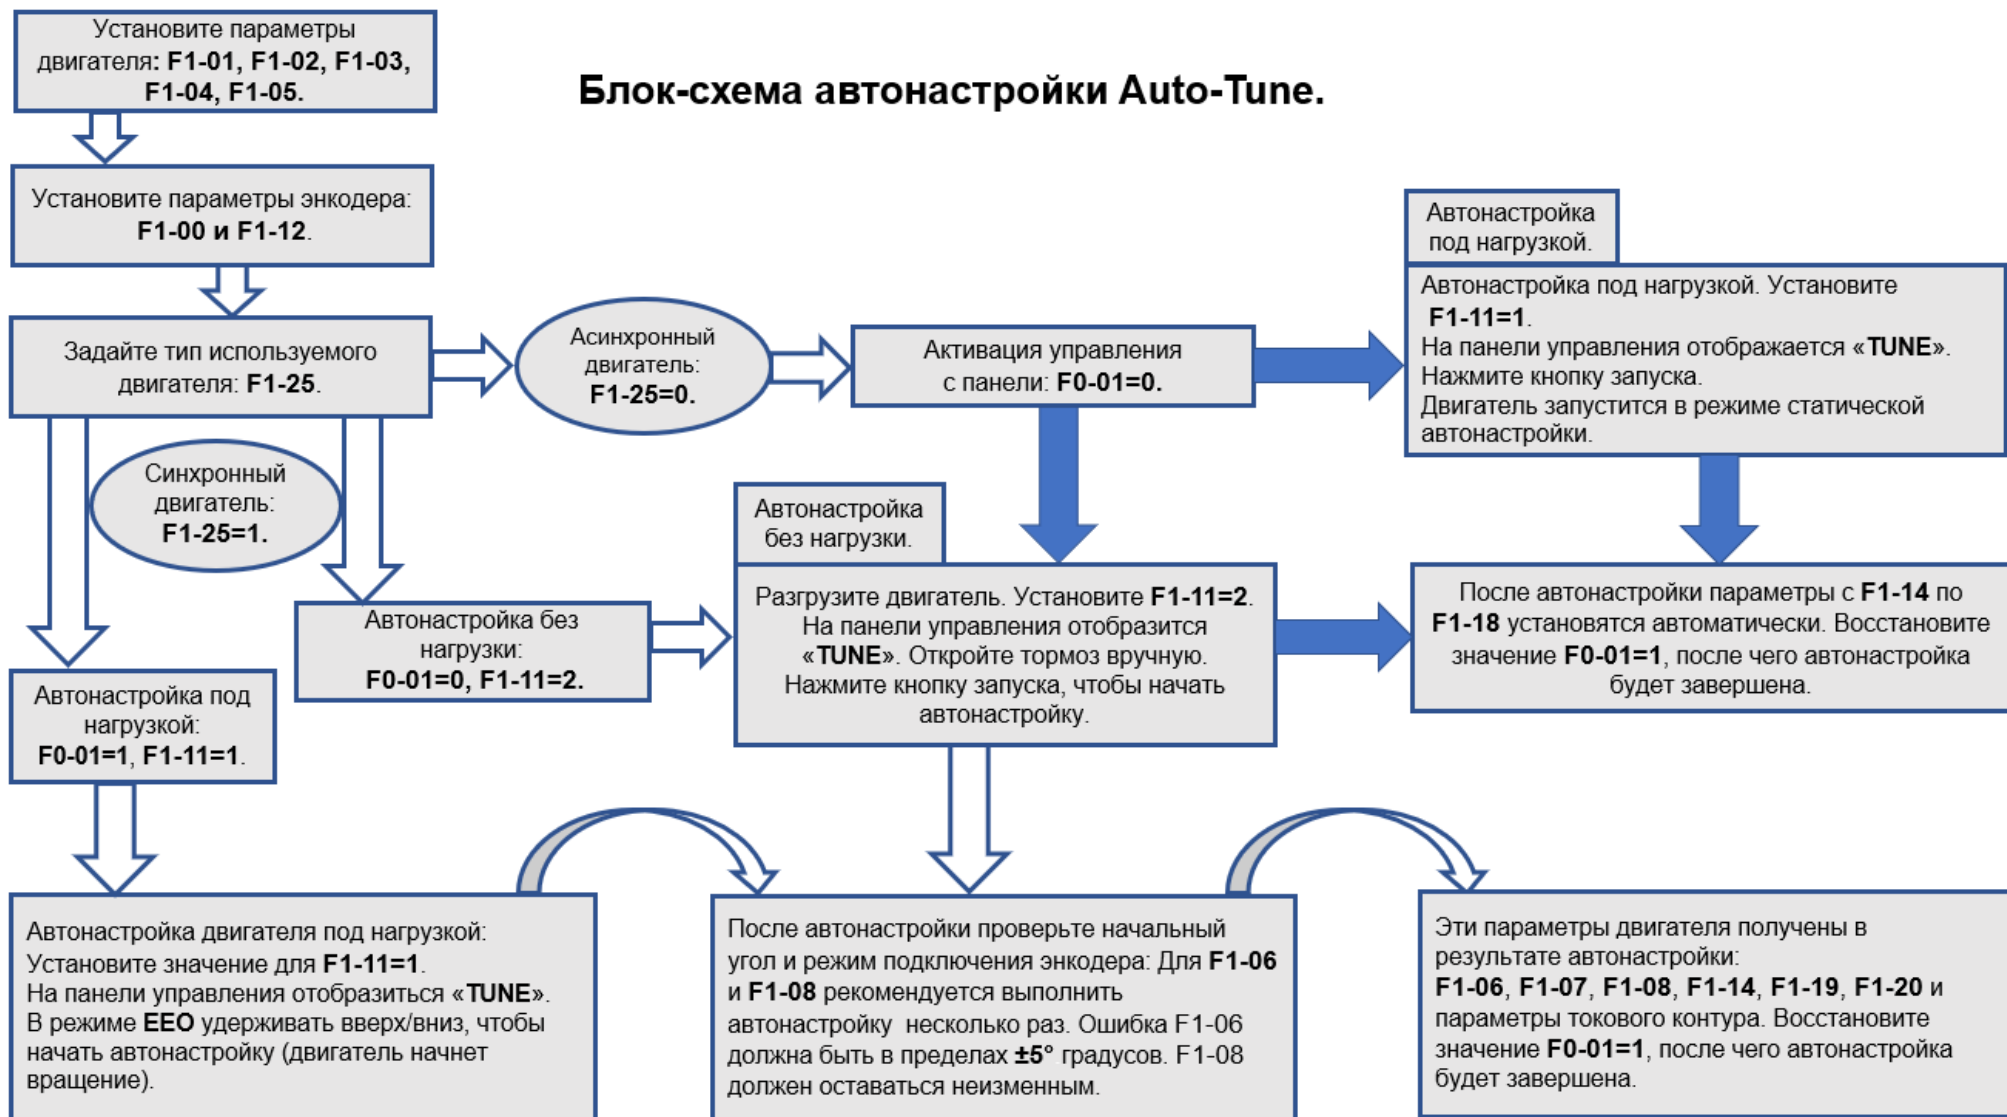 Установите параметры
двигателя: F1-01, F1-02, F1-03,
F1-04, F1-05.
Блок-схема автонастройки Auto-Tune.
Установите параметры энкодера:
F1-00 и F1-12.
Автонастройка
под нагрузкой.
Задайте тип используемого
двигателя: F1-25.
Асинхронный
двигатель:
F1-25=0.
Активация управления
с панели: F0-01=0.
Автонастройка под нагрузкой. Установите
F1-11=1.
На панели управления отображается «TUNE».
Нажмите кнопку запуска.
Двигатель запустится в режиме статической
автонастройки.
Синхронный
двигатель:
F1-25=1.
Автонастройка
без нагрузки.
Автонастройка без
нагрузки:
F0-01=0, F1-11=2.
Разгрузите двигатель. Установите F1-11=2.
На панели управления отобразится
«TUNE». Откройте тормоз вручную.
Нажмите кнопку запуска, чтобы начать
автонастройку.
После автонастройки параметры с F1-14 по
F1-18 установятся автоматически. Восстановите
значение F0-01=1, после чего автонастройка
будет завершена.
Автонастройка под
нагрузкой:
F0-01=1, F1-11=1.
Автонастройка двигателя под нагрузкой:
Установите значение для F1-11=1.
На панели управления отобразиться «TUNE».
В режиме EEO удерживать вверх/вниз, чтобы
начать автонастройку (двигатель начнет
вращение).
После автонастройки проверьте начальный
угол и режим подключения энкодера: Для F1-06
и F1-08 рекомендуется выполнить
автонастройку несколько раз. Ошибка F1-06
должна быть в пределах ±5° градусов. F1-08
должен оставаться неизменным.
Эти параметры двигателя получены в
результате автонастройки:
F1-06, F1-07, F1-08, F1-14, F1-19, F1-20 и
параметры токового контура. Восстановите
значение F0-01=1, после чего автонастройка
будет завершена.